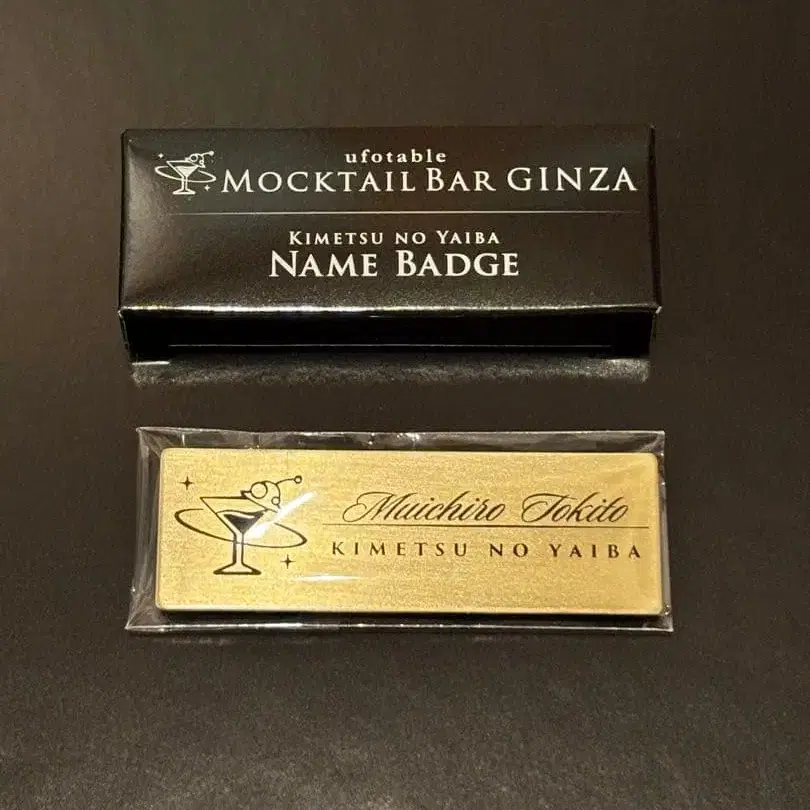 ufotable
MOCKTAIL BAR GINZA
KIMETSU NO YAIBA
NAME BADGE
Muichiro Tokito
KIMETSU NO YAIBA